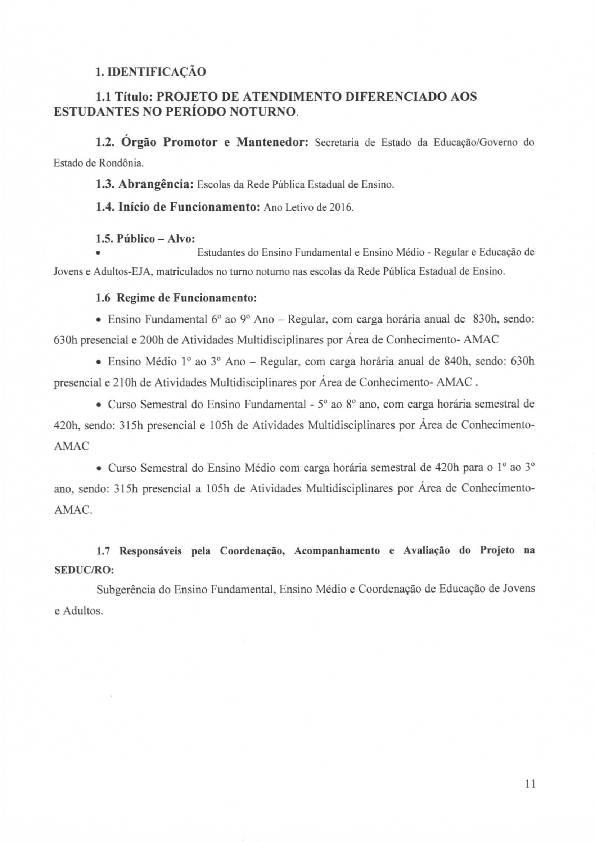 1. IDENTIFICAÇÃO
1.1 Título: PROJETO DE ATENDIMENTO DIFERENCIADO AOS
ESTUDANTES NO PERÍODO NOTURNO.
1.2. Órgão Promotor e Mantenedor: Secretaria de Estado da Educação/Governo do
Estado de Rondônia.
1.3. Abrangência: Escolas da Rede Pública Estadual de Ensino.
1.4. Início de Funcionamento: Ano Letivo de 2016.
1.5. Público – Alvo:
• Estudantes do Ensino Fundamental e Ensino Médio - Regular e Educação de
Jovens e Adultos-EJA, matriculados no turno noturno nas escolas da Rede Pública Estadual de Ensino.
1.6 Regime de Funcionamento:
• Ensino Fundamental 6º ao 9º Ano – Regular, com carga horária anual de 830h, sendo:
630h presencial e 200h de Atividades Multidisciplinares por Área de Conhecimento- AMAC
• Ensino Médio 1º ao 3º Ano – Regular, com carga horária anual de 840h, sendo: 630h
presencial e 210h de Atividades Multidisciplinares por Área de Conhecimento- AMAC .
• Curso Semestral do Ensino Fundamental - 5º ao 8º ano, com carga horária semestral de
420h, sendo: 315h presencial e 105h de Atividades Multidisciplinares por Área de Conhecimento-
AMAC
• Curso Semestral do Ensino Médio com carga horária semestral de 420h para o 1º ao 3º
ano, sendo: 315h presencial a 105h de Atividades Multidisciplinares por Área de Conhecimento-
AMAC.
1.7 Responsáveis pela Coordenação, Acompanhamento e Avaliação do Projeto na
SEDUC/RO:
Subgerência do Ensino Fundamental, Ensino Médio e Coordenação de Educação de Jovens
e Adultos.
11